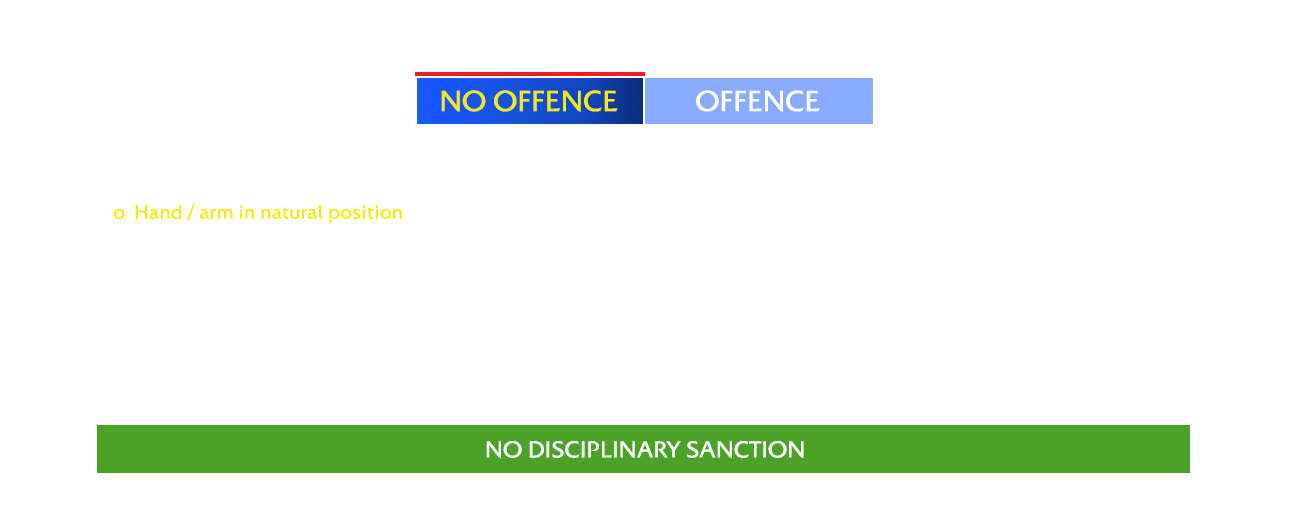 NO OFFENCE OFFENCE
o Hand / arm in natural position
NO DISCIPLINARY SANCTION